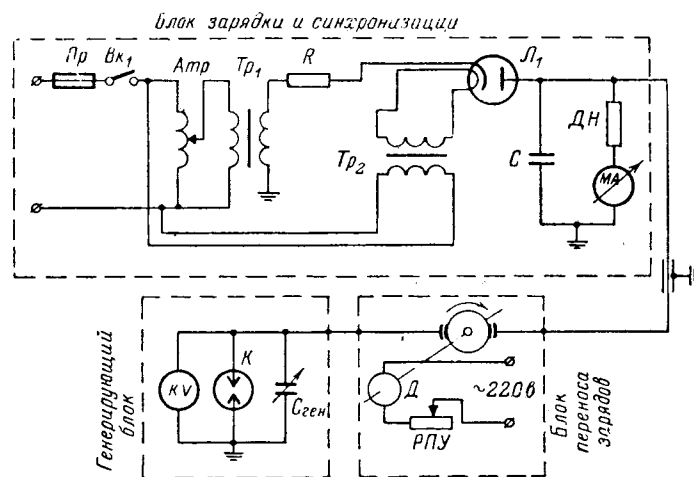 Блок зарядки и синхронизации
Пр
Вк1
Атр
Тр1
R
Л1
Тр2
C
ДН
МА
Генерирующий
блок
KV
K
Cген
Д
~220в
РПУ
Блок
переноса
зарядов